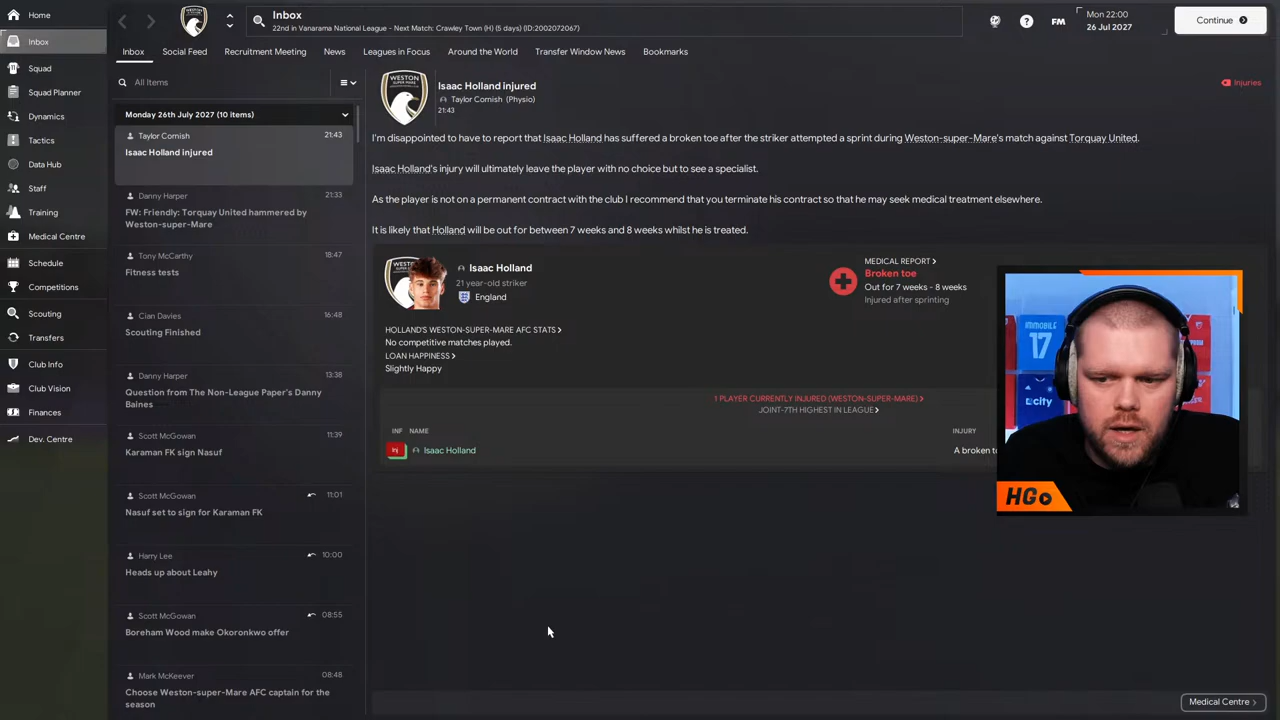 Home
Inbox
Squad
Squad Planner
Dynamics
Tactics
Data Hub
Staff
Training
Medical Centre
Schedule
Competitions
Scouting
Transfers
Club Info
Club Vision
Finances
Dev. Centre
Inbox
22nd in Vanarama National League - Next Match: Crawley Town (H) (5 days) (ID:2002072067)
FM
Mon 22:00
26 Jul 2027
Continue
Inbox Social Feed Recruitment Meeting News Leagues in Focus Around the World Transfer Window News Bookmarks
All Items
Monday 26th July 2027 (10 items)
Taylor Cornish 21:43
Isaac Holland injured
Danny Harper 21:33
FW: Friendly: Torquay United hammered by
Weston-super-Mare
Tony McCarthy 18:47
Fitness tests
Cian Davies 16:48
Scouting Finished
Danny Harper 13:38
Question from The Non-League Paper's Danny
Baines
Scott McGowan 11:39
Karaman FK sign Nasuf
Scott McGowan 11:01
Nasuf set to sign for Karaman FK
Harry Lee 10:00
Heads up about Leahy
Scott McGowan 08:55
Boreham Wood make Okoronkwo offer
Mark McKeever 08:48
Choose Weston-super-Mare AFC captain for the
season
WESTON
Isaac Holland injured
Taylor Cornish (Physio)
21:43
Injuries
I'm disappointed to have to report that Isaac Holland has suffered a broken toe after the striker attempted a sprint during Weston-super-Mare's match against Torquay United.
Isaac Holland's injury will ultimately leave the player with no choice but to see a specialist.
As the player is not on a permanent contract with the club I recommend that you terminate his contract so that he may seek medical treatment elsewhere.
It is likely that Holland will be out for between 7 weeks and 8 weeks whilst he is treated.
Isaac Holland
21 year-old striker
England
MEDICAL REPORT
Broken toe
Out for 7 weeks - 8 weeks
Injured after sprinting
HOLLAND'S WESTON-SUPER-MARE AFC STATS
No competitive matches played.
LOAN HAPPINESS
Slightly Happy
1 PLAYER CURRENTLY INJURED (WESTON-SUPER-MARE)
JOINT-7TH HIGHEST IN LEAGUE
INF NAME INJURY
Inj Isaac Holland A broken to
IMMOBILE
17
city
HG
Medical Centre